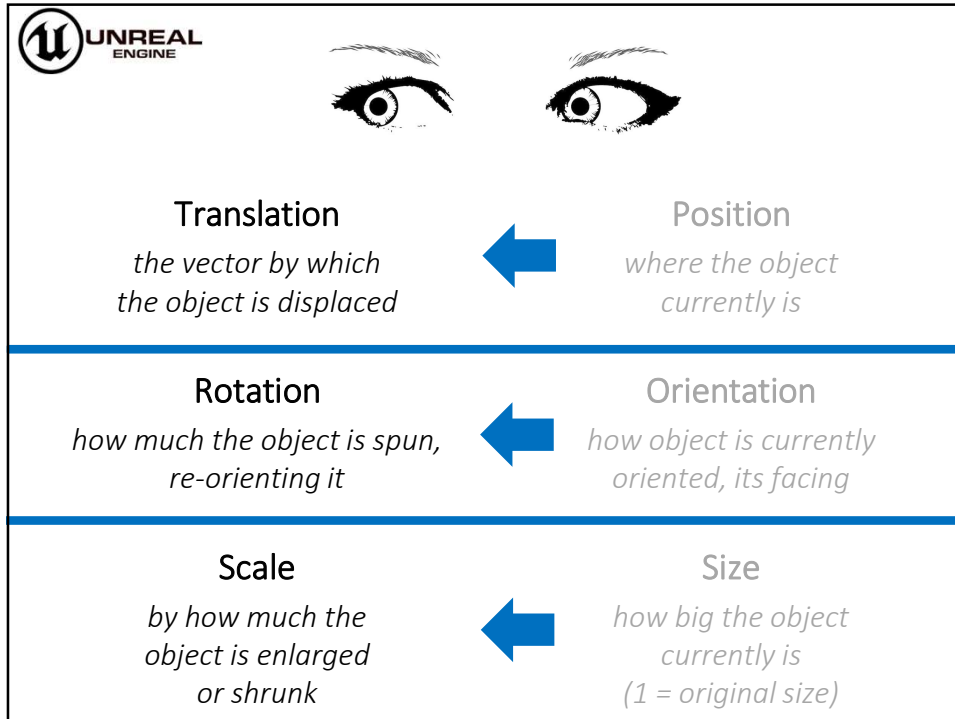 UNREAL
ENGINE
Translation
the vector by which
the object is displaced
Position
where the object
currently is
Rotation
how much the object is spun,
re-orienting it
Orientation
how object is currently
oriented, its facing
Scale
by how much the
object is enlarged
or shrunk
Size
how big the object
currently is
(1 = original size)